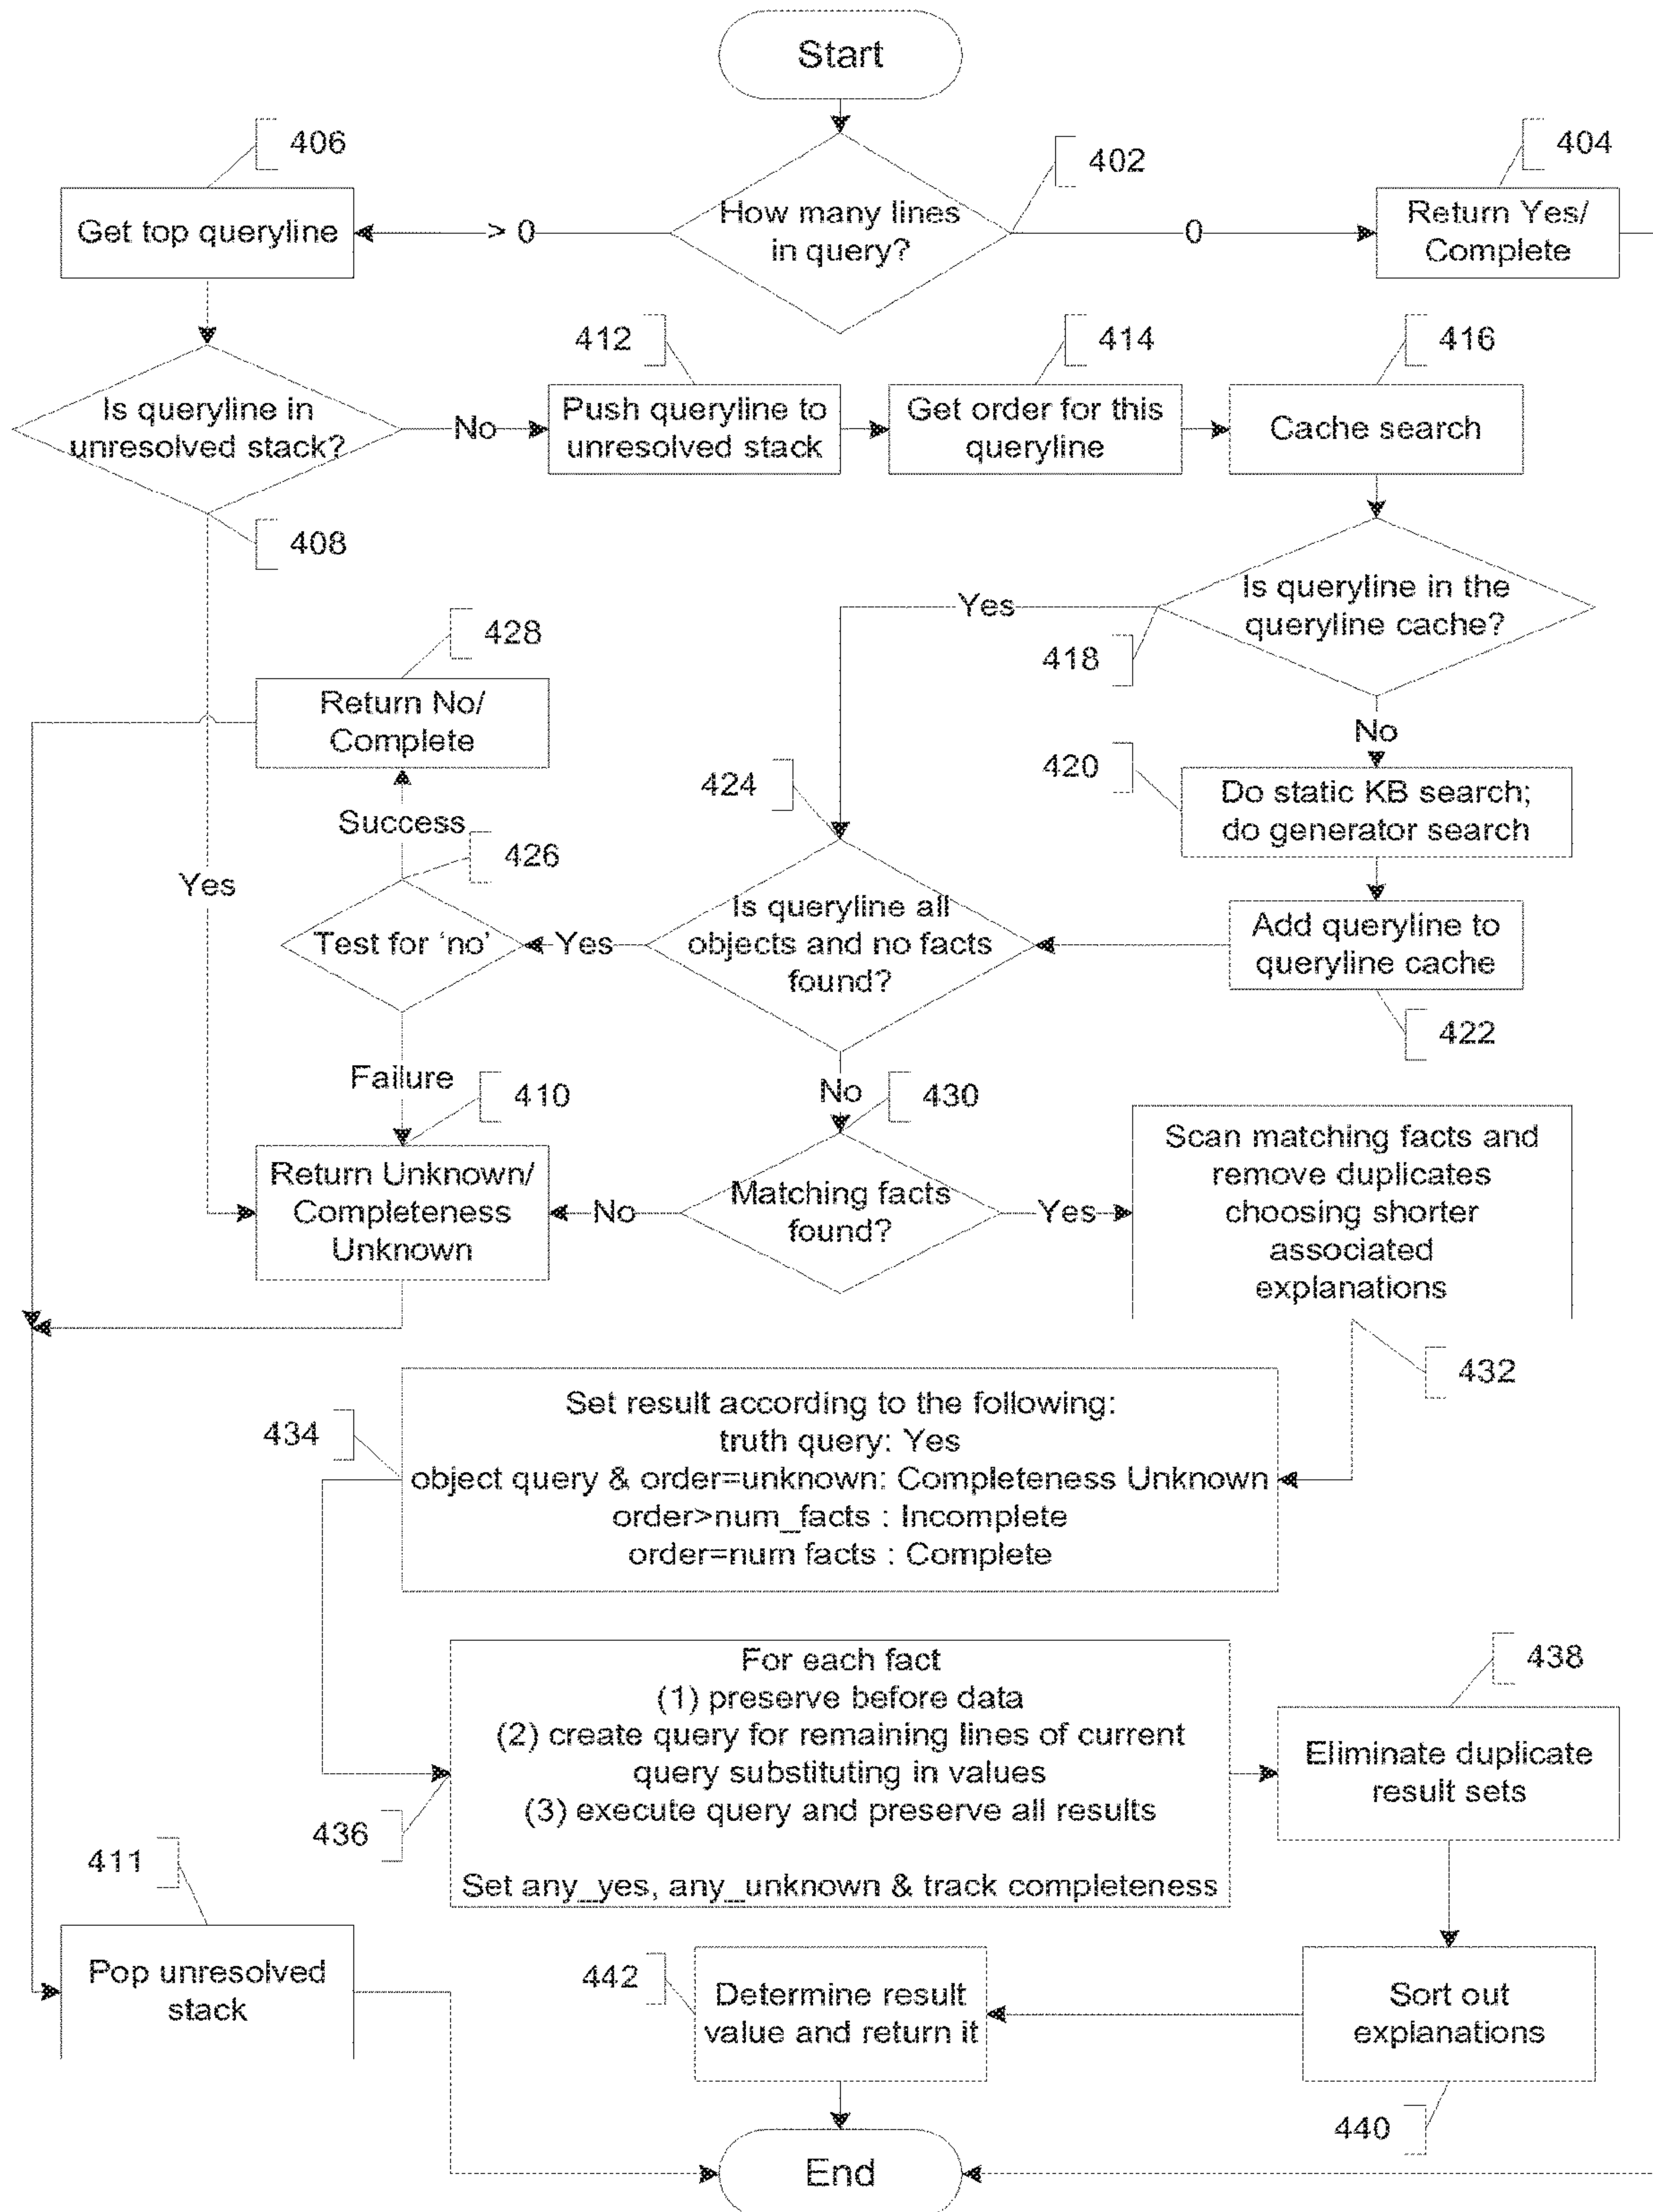 Start
406
402
404
Get top queryline
> 0
How many lines
in query?
0
Return Yes/
Complete
412
414
416
Is queryline in
unresolved stack?
No
Push queryline to
unresolved stack
Get order for this
queryline
Cache search
408
Yes
Is queryline in the
queryline cache?
418
428
Return No/
Complete
No
420
424
Do static KB search;
do generator search
Success
426
Yes
Test for 'no'
Yes
Is queryline all
objects and no facts
found?
Add queryline to
queryline cache
422
Failure
410
No
430
Return Unknown/
Completeness
Unknown
No
Matching facts
found?
Yes
Scan matching facts and
remove duplicates
choosing shorter
associated
explanations
432
434
Set result according to the following:
truth query: Yes
object query & order=unknown: Completeness Unknown
order>num_facts : Incomplete
order=num facts : Complete
438
For each fact
(1) preserve before data
(2) create query for remaining lines of current
query substituting in values
(3) execute query and preserve all results
Set any_yes, any_unknown & track completeness
436
Eliminate duplicate
result sets
411
Pop unresolved
stack
442
Determine result
value and return it
Sort out
explanations
440
End